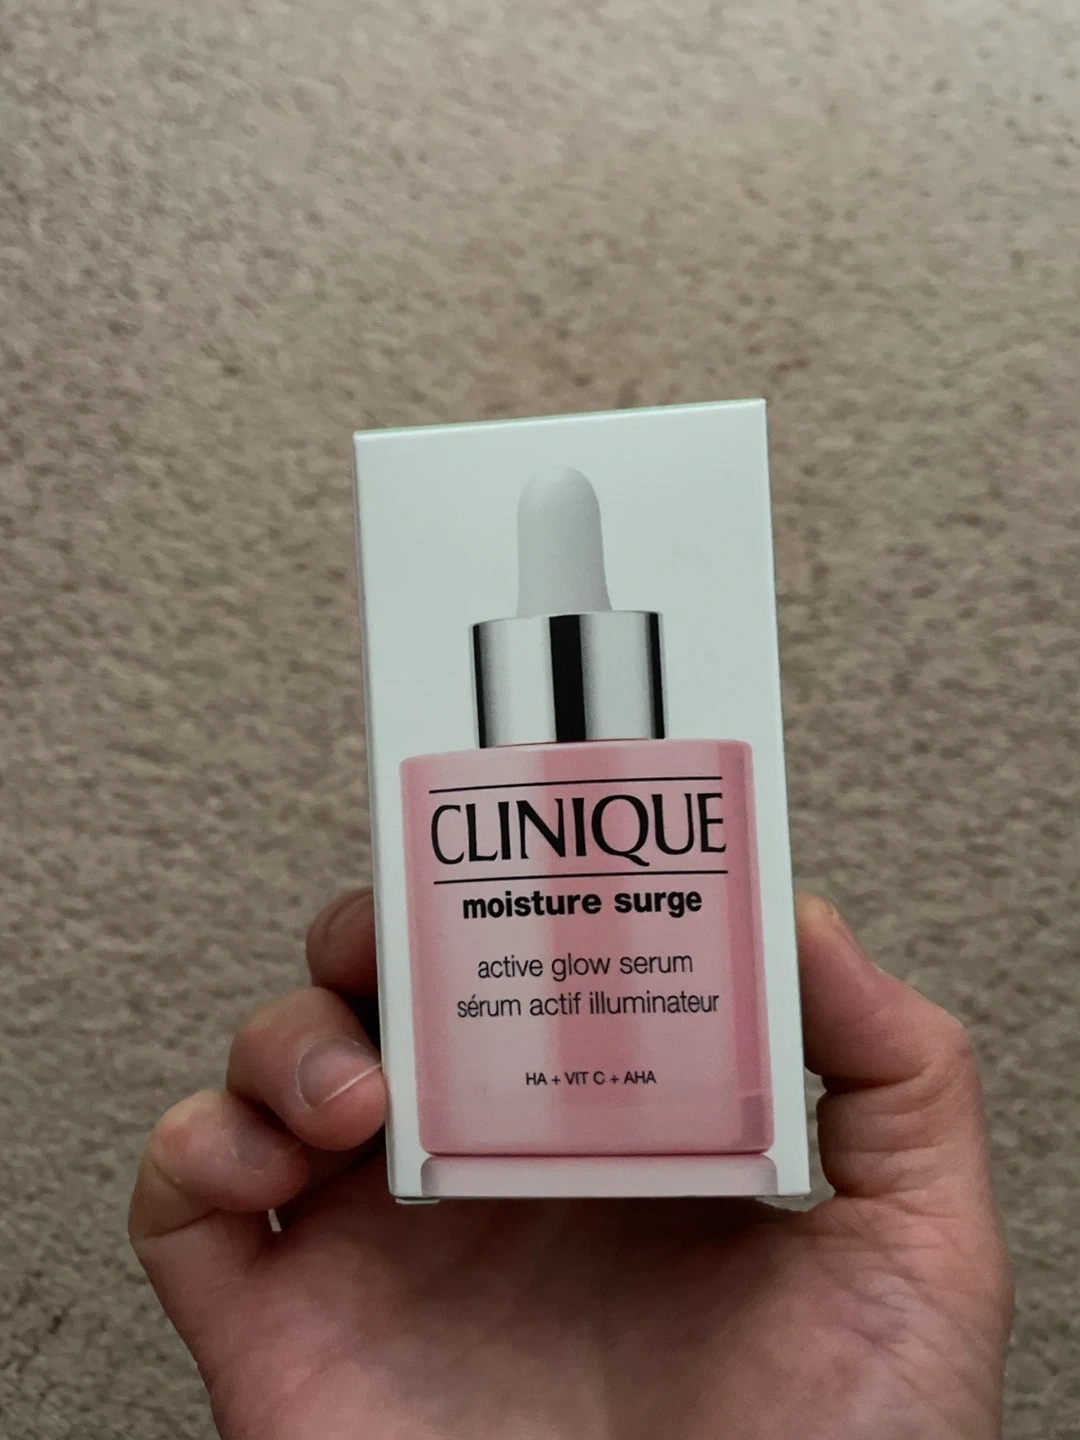 CLINIQUE
moisture surge
active glow serum
sérum actif illuminateur
HA + VIT C + AHA